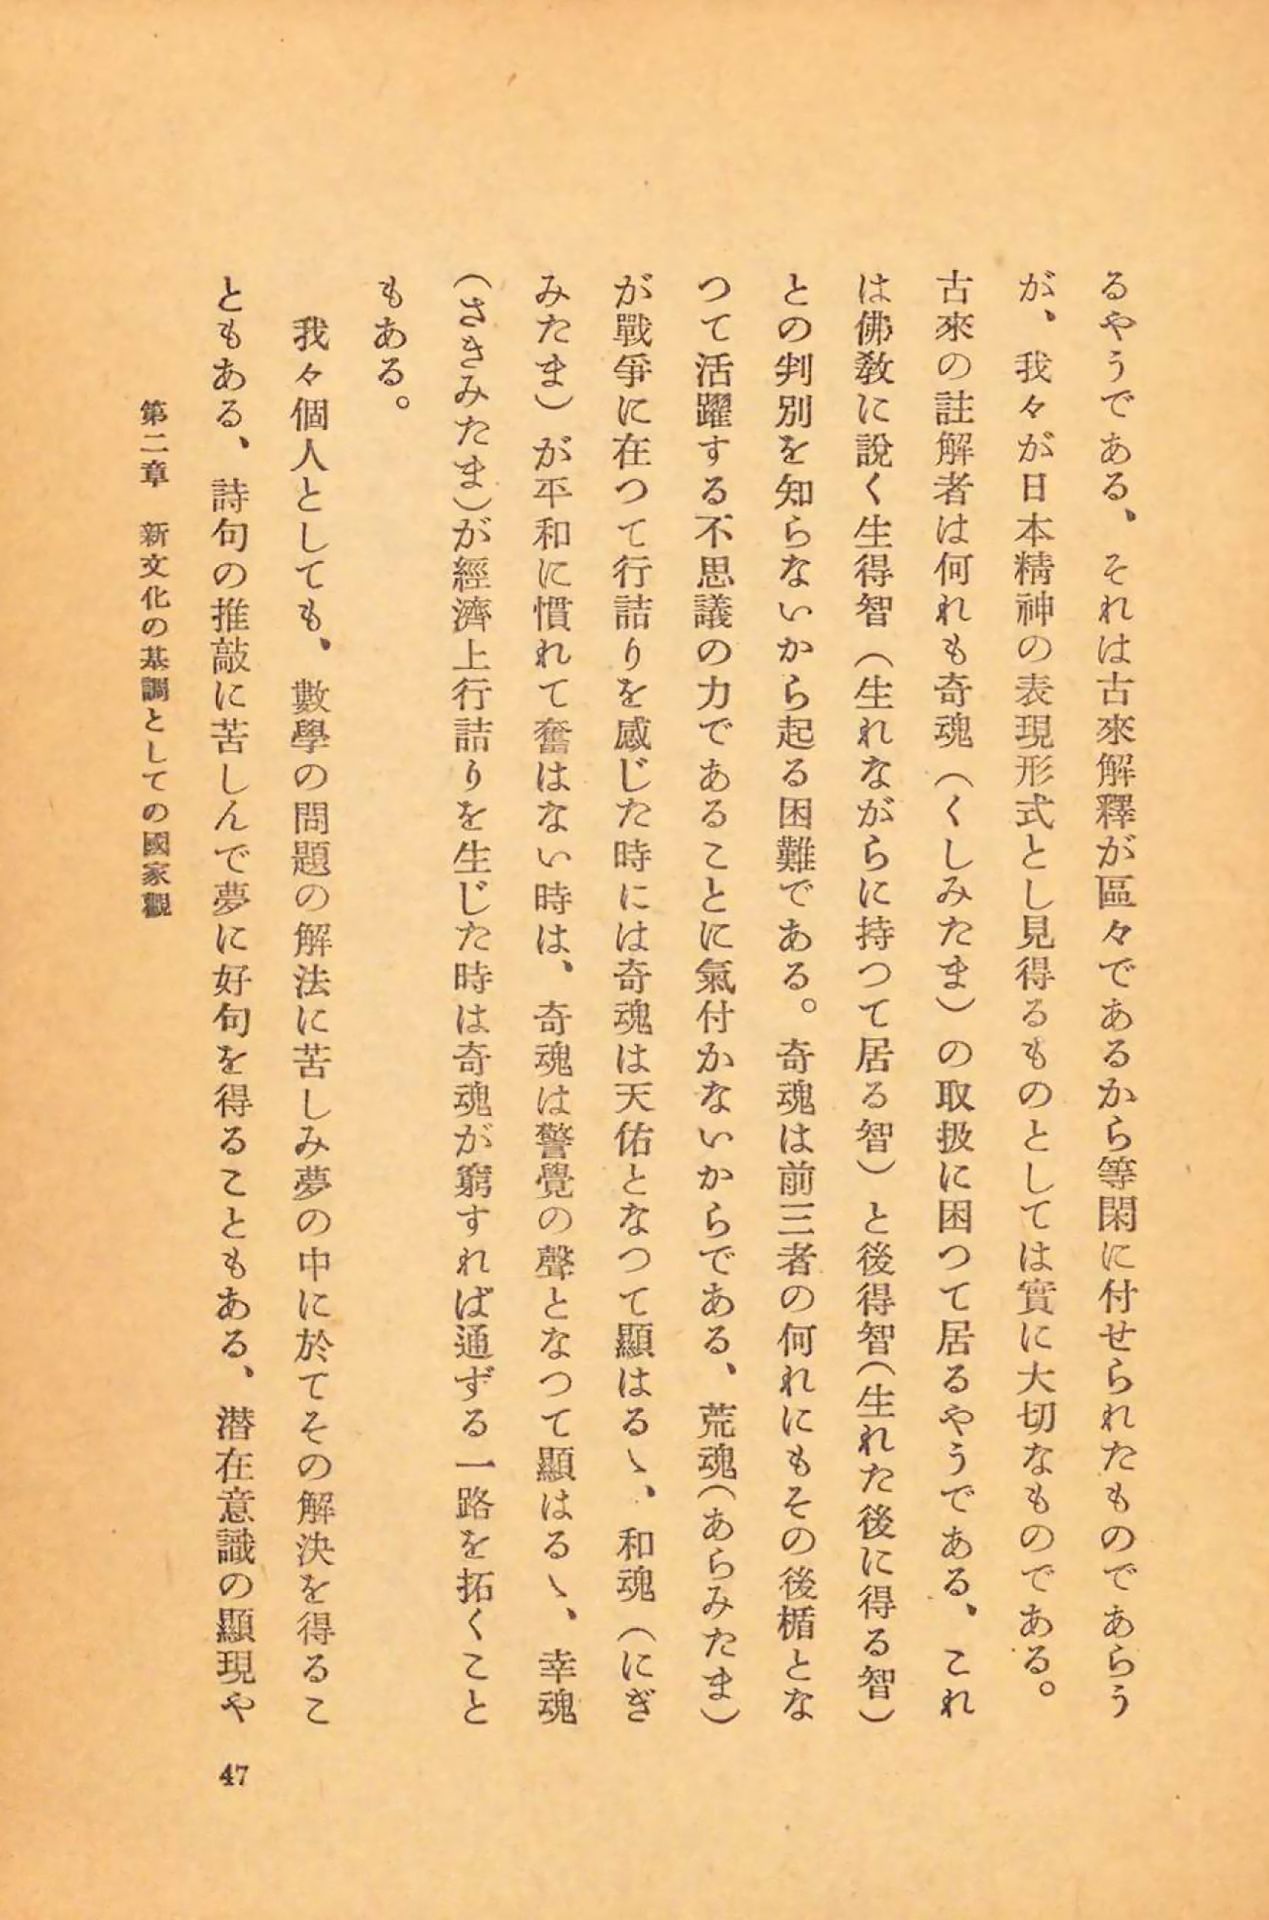 るやうである、それは古來解釋が區々であるから等閑に付せられたものであらう
が、我々が日本精神の表現形式とし見得るものとしては實に大切なものである。
古來の註解者は何れも奇魂（くしみたま）の取扱に困つて居るやうである、これ
は佛敎に說く生得智（生れながらに持つて居る智）と後得智（生れた後に得る智）
との判別を知らないから起る困難である。奇魂は前三者の何れにもその後楯とな
つて活躍する不思議の力であることに氣付かないからである、荒魂（あらみたま）
が戰爭に在つて行詰りを感じた時には奇魂は天佑となつて顯はるゝ、和魂（にぎ
みたま）が平和に慣れて奮はない時は、奇魂は警覺の聲となつて顯はるゝ、幸魂
（さきみたま）が經濟上行詰りを生じた時は奇魂が窮すれば通ずる一路を拓くこと
もある。
我々個人としても、數學の問題の解法に苦しみ夢の中に於てその解決を得るこ
ともある、詩句の推敲に苦しんで夢に好句を得ることもある、潜在意識の顯現や
第二章　新文化の基調としての國家觀
47